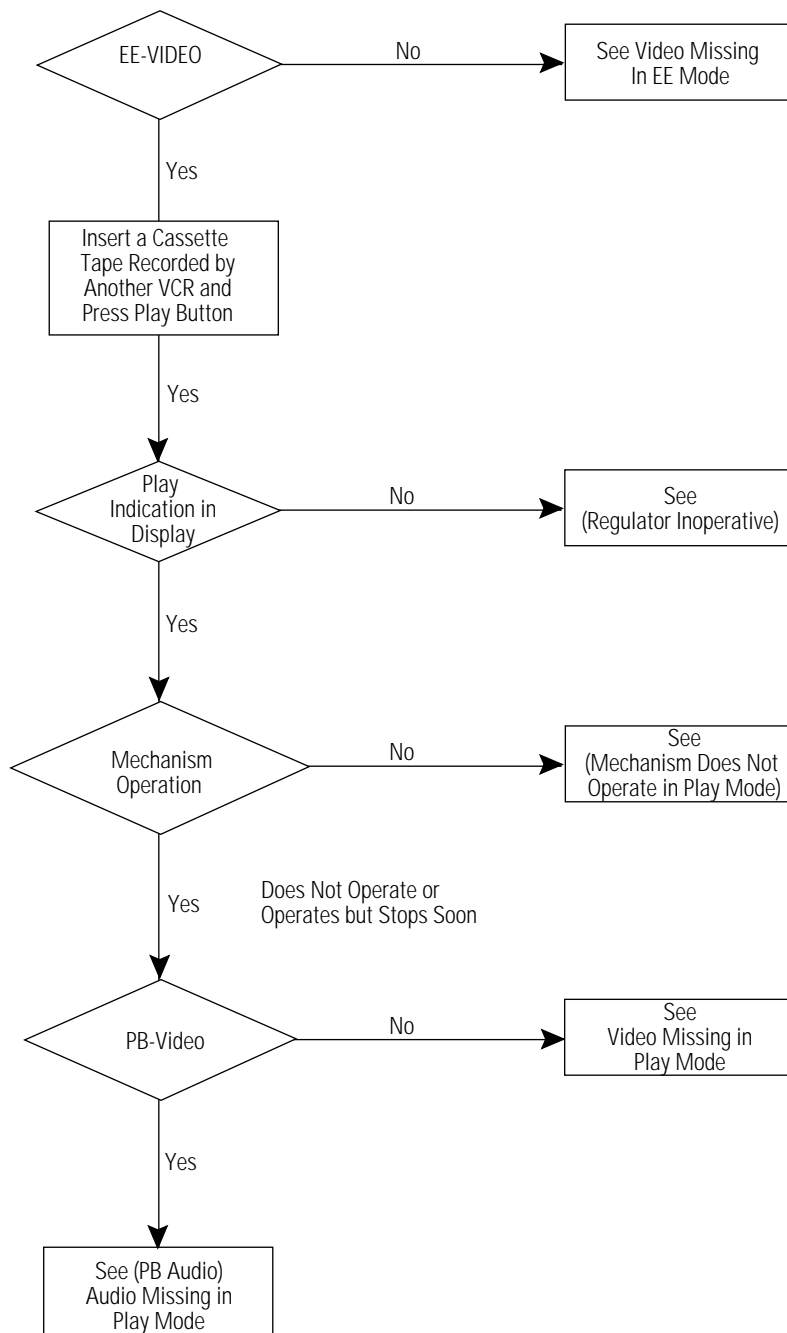 EE-VIDEO
No
See Video Missing
In EE Mode
Yes
Insert a Cassette
Tape Recorded by
Another VCR and
Press Play Button
Yes
Play
Indication in
Display
No
See
(Regulator Inoperative)
Yes
Mechanism
Operation
No
See
(Mechanism Does Not
Operate in Play Mode)
Yes
Does Not Operate or
Operates but Stops Soon
PB-Video
No
See
Video Missing in
Play Mode
Yes
See (PB Audio)
Audio Missing in
Play Mode